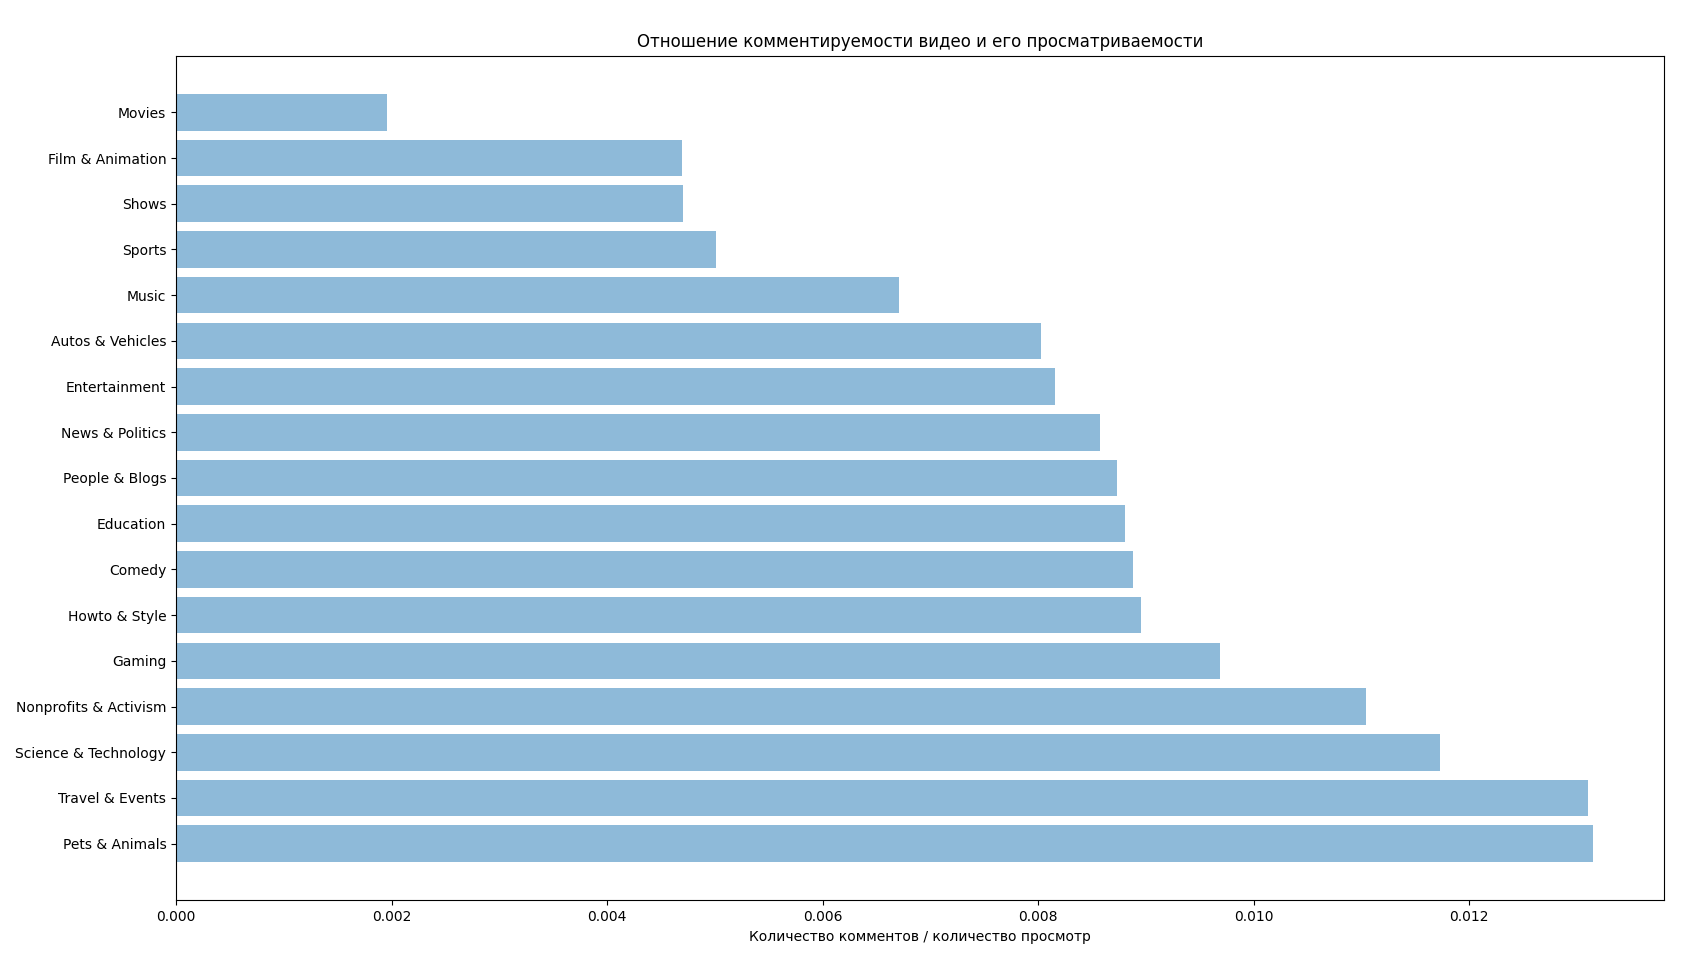 Отношение комментируемости видео и его просматриваемости
Movies
Film & Animation
Shows
Sports
Music
Autos & Vehicles
Entertainment
News & Politics
People & Blogs
Education
Comedy
Howto & Style
Gaming
Nonprofits & Activism
Science & Technology
Travel & Events
Pets & Animals
0.000 0.002 0.004 0.006 0.008 0.010 0.012
Количество комментов / количество просмотр